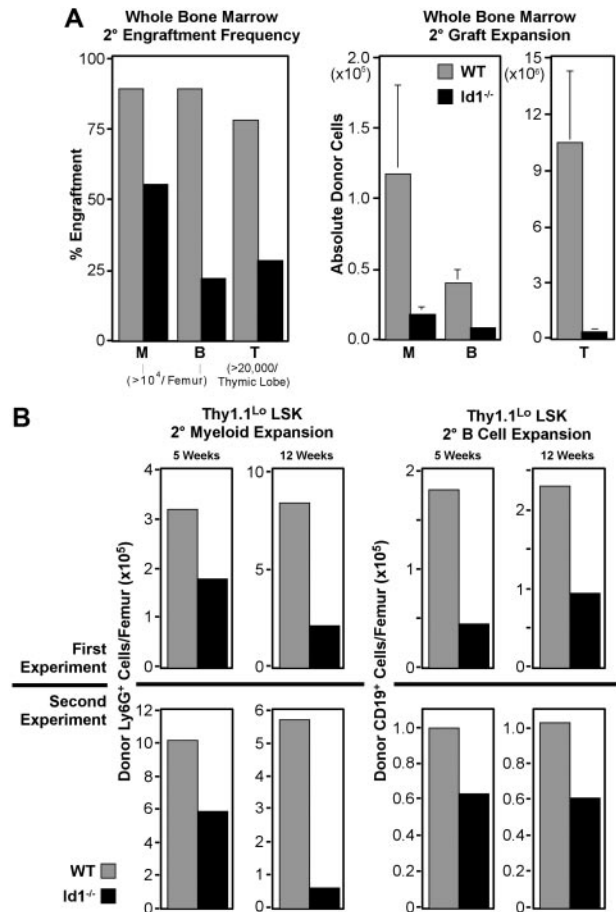 A
Whole Bone Marrow
2° Engraftment Frequency
% Engraftment
100
75
50
25
0
M B T
(>10⁴/Femur)
(>20,000/
Thymic Lobe)
Whole Bone Marrow
2° Graft Expansion
WT
Id1⁻/⁻
Absolute Donor Cells
(x10⁵)
2.0
1.5
1.0
0.5
0.0
M B
(x10⁶)
15
12
9
6
3
0
T
B
Thy1.1ᴸᵒ LSK
2° Myeloid Expansion
5 Weeks
12 Weeks
Thy1.1ᴸᵒ LSK
2° B Cell Expansion
5 Weeks
12 Weeks
First
Experiment
Second
Experiment
Donor Ly6G⁺ Cells/Femur (x10⁵)
4
3
2
1
0
10
5
0
Donor CD19⁺ Cells/Femur (x10⁵)
2
1
0
2
1
0
12
10
8
6
4
2
0
6
5
4
3
2
1
0
1.0
0.8
0.6
0.4
0.2
0
1.0
0.8
0.6
0.4
0.2
0
WT
Id1⁻/⁻